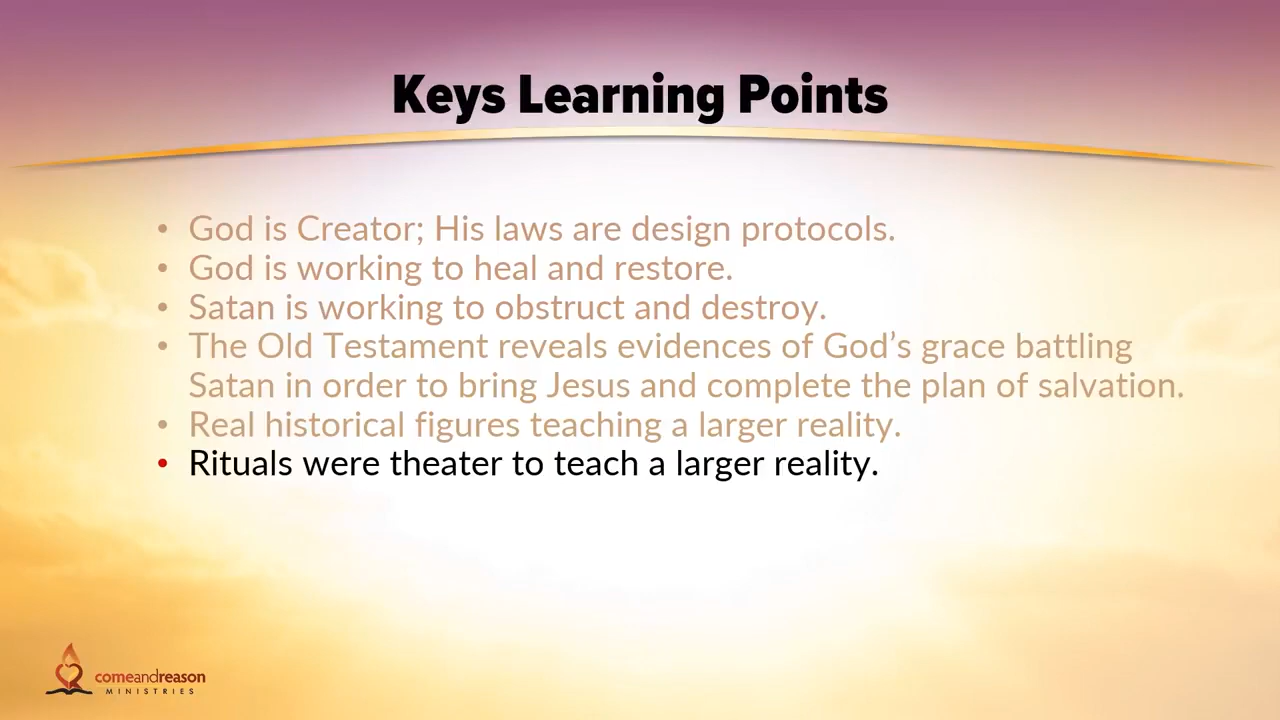 Keys Learning Points
• God is Creator; His laws are design protocols.
• God is working to heal and restore.
• Satan is working to obstruct and destroy.
• The Old Testament reveals evidences of God’s grace battling
Satan in order to bring Jesus and complete the plan of salvation.
• Real historical figures teaching a larger reality.
• Rituals were theater to teach a larger reality.
comeandreason
MINISTRIES